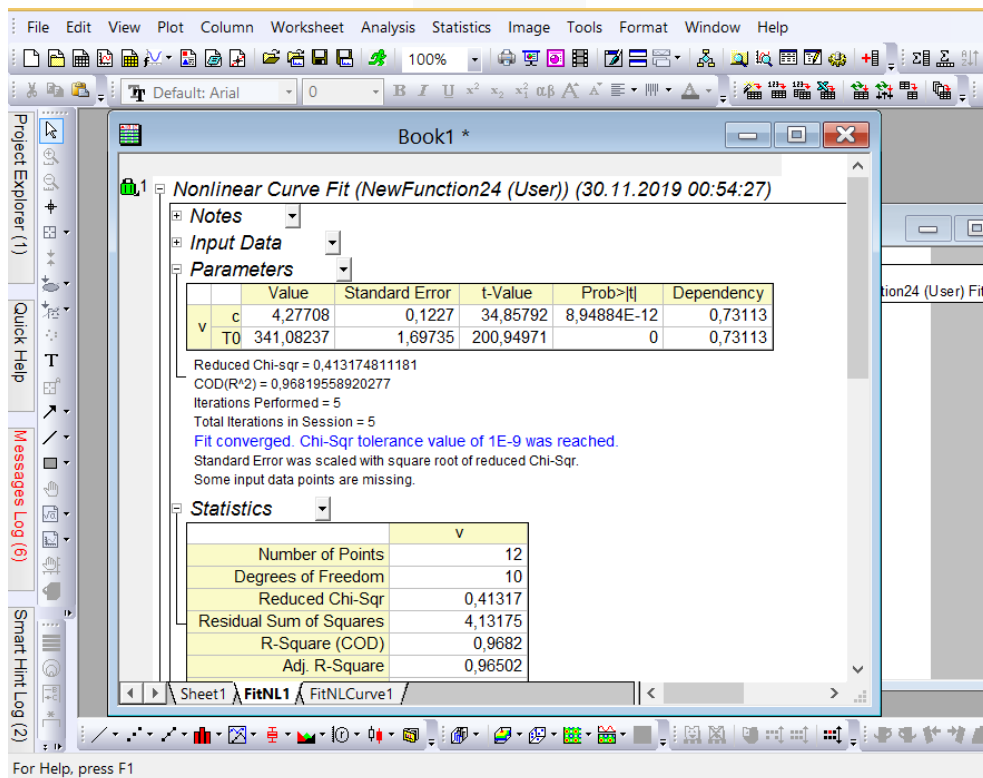 File Edit View Plot Column Worksheet Analysis Statistics Image Tools Format Window Help
100%
Default: Arial 0 B I U x² x₂ x₁² αβ A A A
Project Explorer (1)
Quick Help
Messages Log (6)
Smart Hint Log (2)
T
Book1 *
1 Nonlinear Curve Fit (NewFunction24 (User)) (30.11.2019 00:54:27)
Notes
Input Data
Parameters
Value Standard Error t-Value Prob>|t| Dependency
v c 4,27708 0,1227 34,85792 8,94884E-12 0,73113
T0 341,08237 1,69735 200,94971 0 0,73113
Reduced Chi-sqr = 0,413174811181
COD(R^2) = 0,96819558920277
Iterations Performed = 5
Total Iterations in Session = 5
Fit converged. Chi-Sqr tolerance value of 1E-9 was reached.
Standard Error was scaled with square root of reduced Chi-Sqr.
Some input data points are missing.
Statistics
v
Number of Points 12
Degrees of Freedom 10
Reduced Chi-Sqr 0,41317
Residual Sum of Squares 4,13175
R-Square (COD) 0,9682
Adj. R-Square 0,96502
Sheet1 FitNL1 FitNLCurve1
tion24 (User) Fit
For Help, press F1